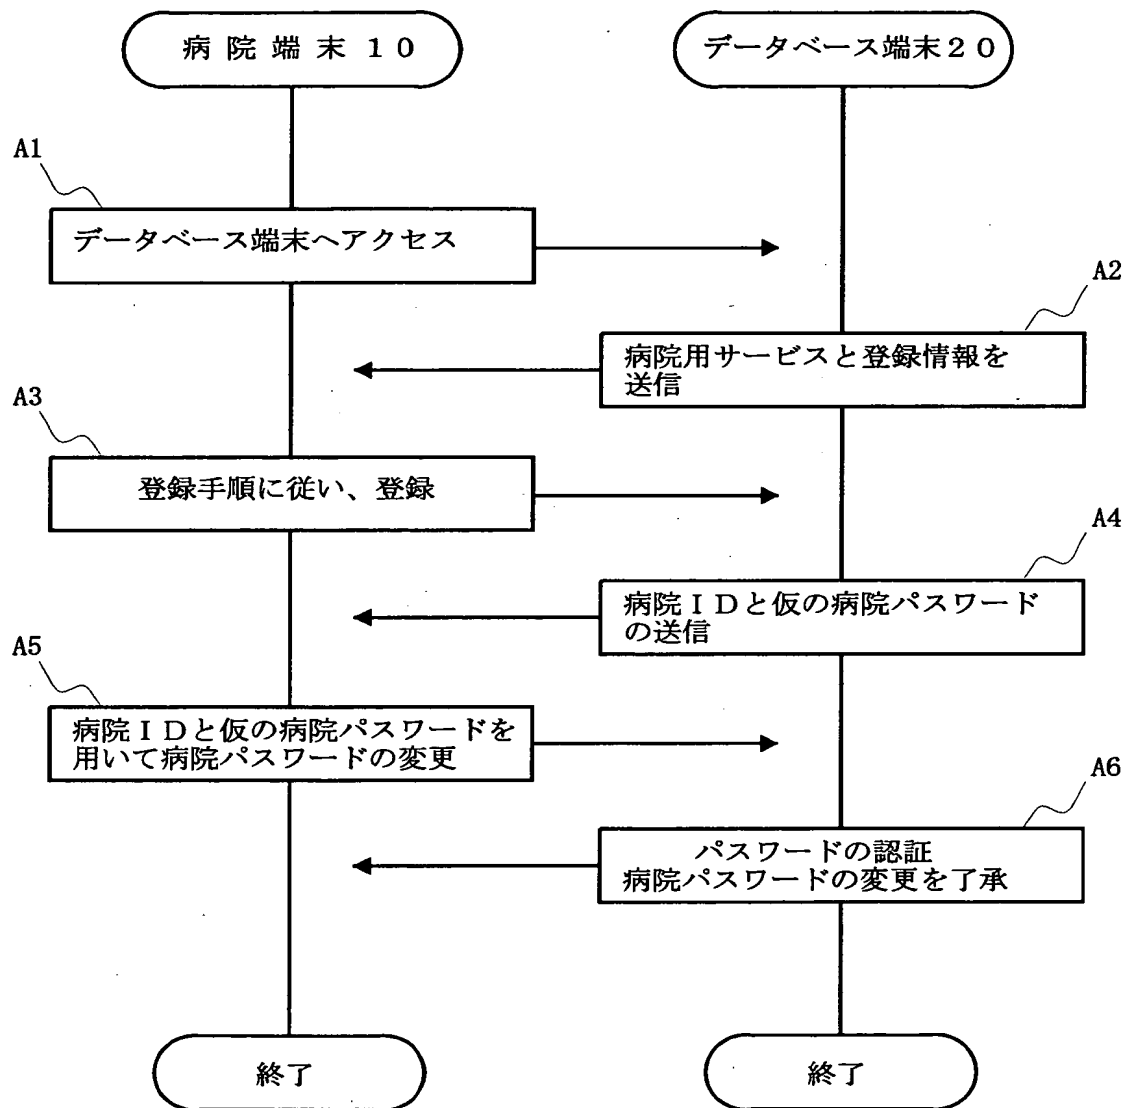 病院端末10
データベース端末20
A1
データベース端末へアクセス
A2
病院用サービスと登録情報を
送信
A3
登録手順に従い、登録
A4
病院IDと仮の病院パスワード
の送信
A5
病院IDと仮の病院パスワードを
用いて病院パスワードの変更
A6
パスワードの認証
病院パスワードの変更を了承
終了
終了